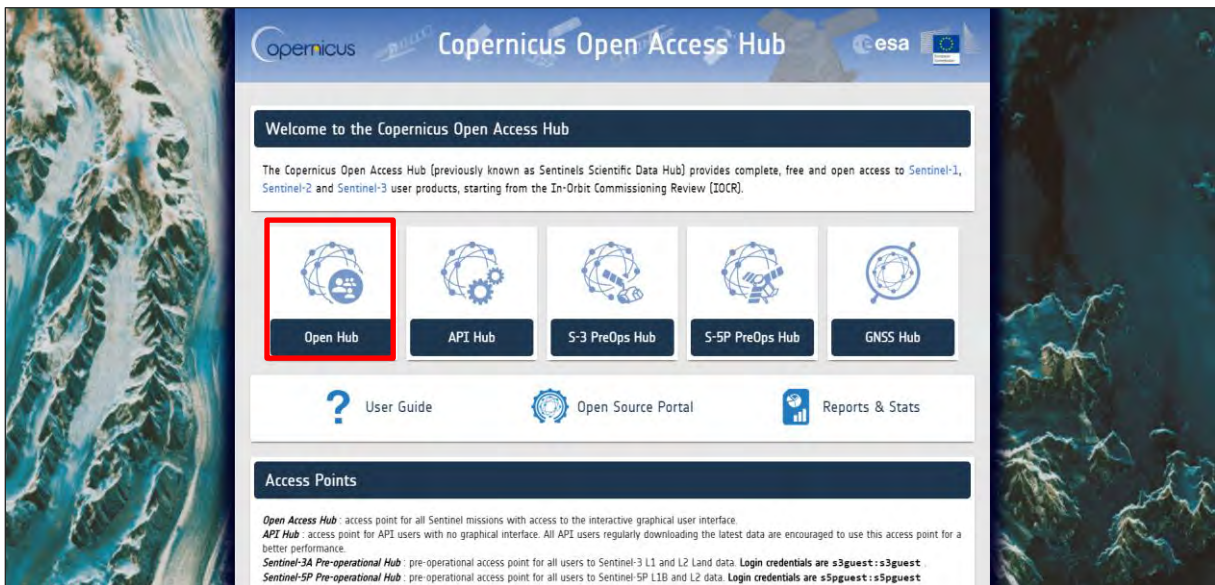 opernicus
Copernicus Open Access Hub
esa
Welcome to the Copernicus Open Access Hub
The Copernicus Open Access Hub (previously known as Sentinels Scientific Data Hub) provides complete, free and open access to Sentinel-1,
Sentinel-2 and Sentinel-3 user products, starting from the In-Orbit Commissioning Review (IOCR).
Open Hub
API Hub
S-3 PreOps Hub
S-5P PreOps Hub
GNSS Hub
? User Guide
Open Source Portal
Reports & Stats
Access Points
Open Access Hub : access point for all Sentinel missions with access to the interactive graphical user interface.
API Hub : access point for API users with no graphical interface. All API users regularly downloading the latest data are encouraged to use this access point for a
better performance.
Sentinel-3A Pre-operational Hub : pre-operational access point for all users to Sentinel-3 L1 and L2 Land data. Login credentials are s3guest:s3guest
Sentinel-5P Pre-operational Hub : pre-operational access point for all users to Sentinel-5P L1B and L2 data. Login credentials are s5pguest:s5pguest